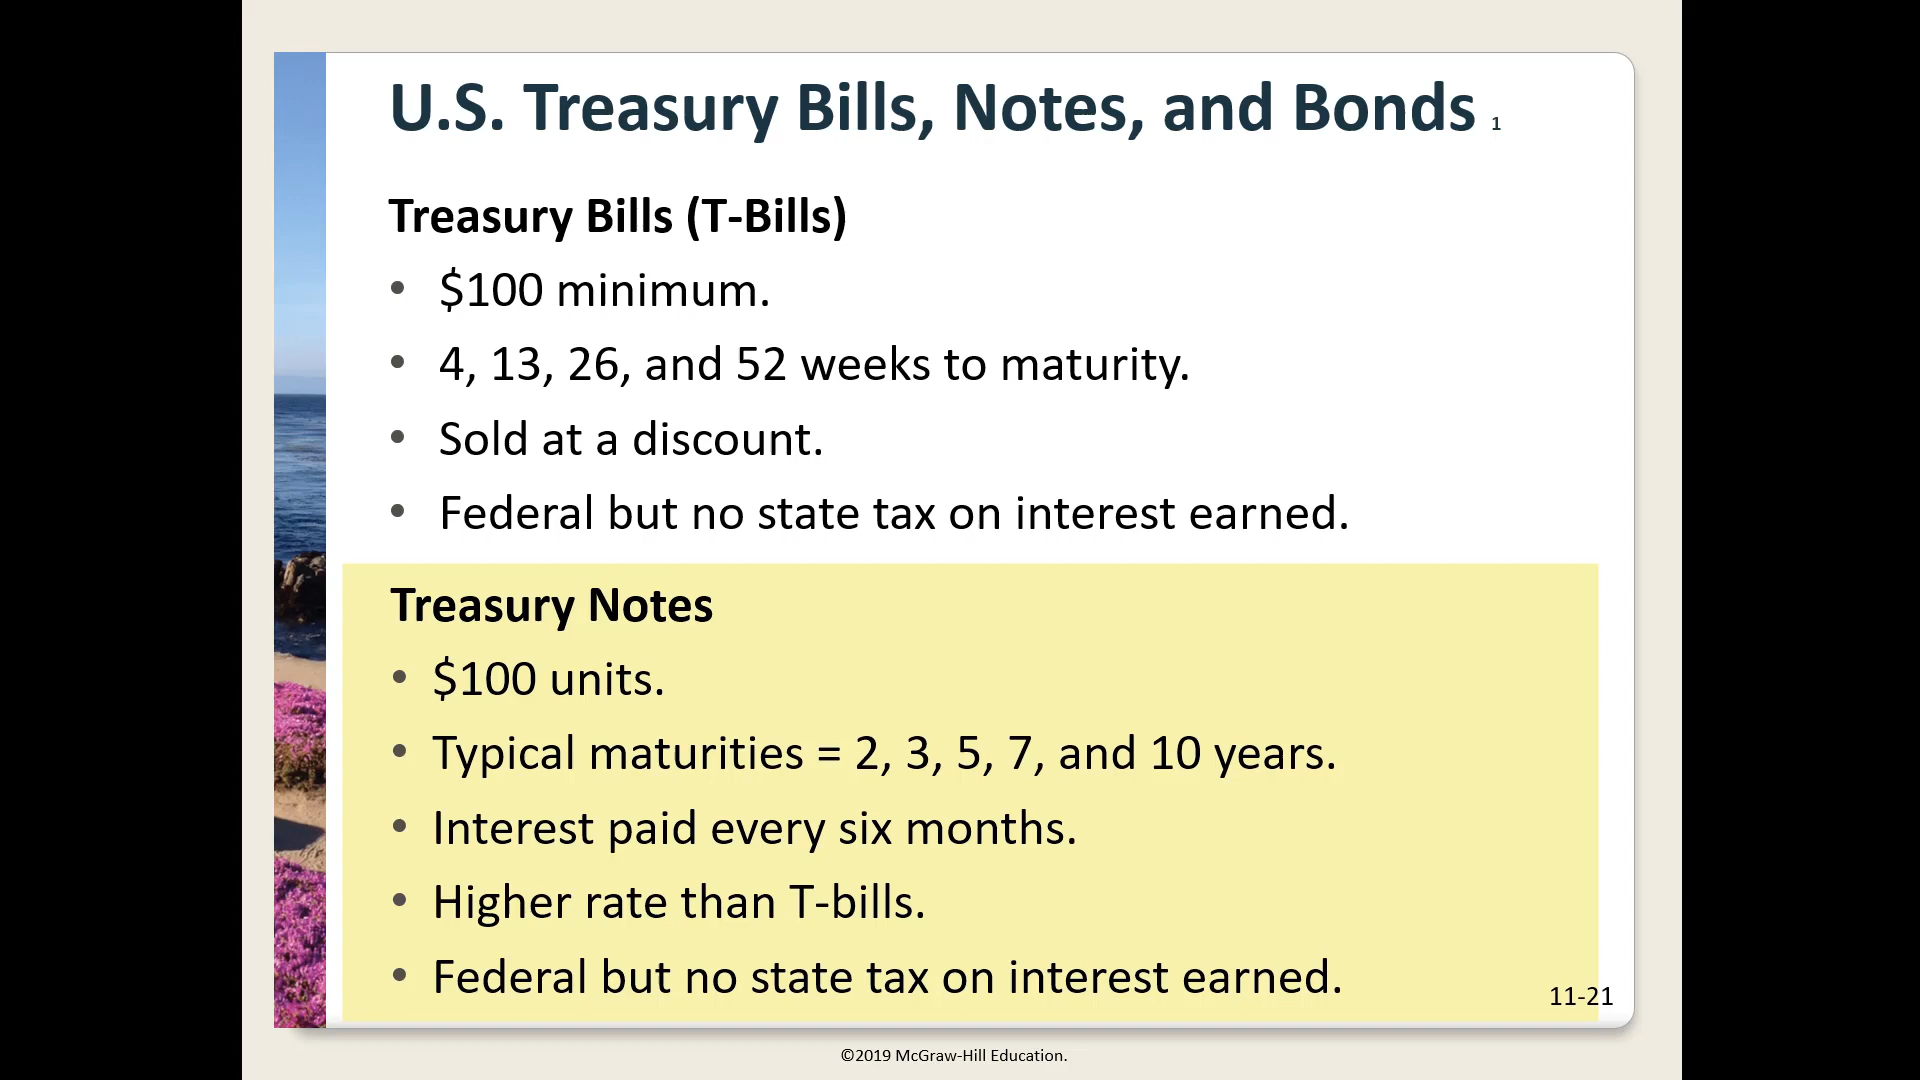 U.S. Treasury Bills, Notes, and Bonds 1
Treasury Bills (T-Bills)
• $100 minimum.
• 4, 13, 26, and 52 weeks to maturity.
• Sold at a discount.
• Federal but no state tax on interest earned.
Treasury Notes
• $100 units.
• Typical maturities = 2, 3, 5, 7, and 10 years.
• Interest paid every six months.
• Higher rate than T-bills.
• Federal but no state tax on interest earned.
11-21
©2019 McGraw-Hill Education.